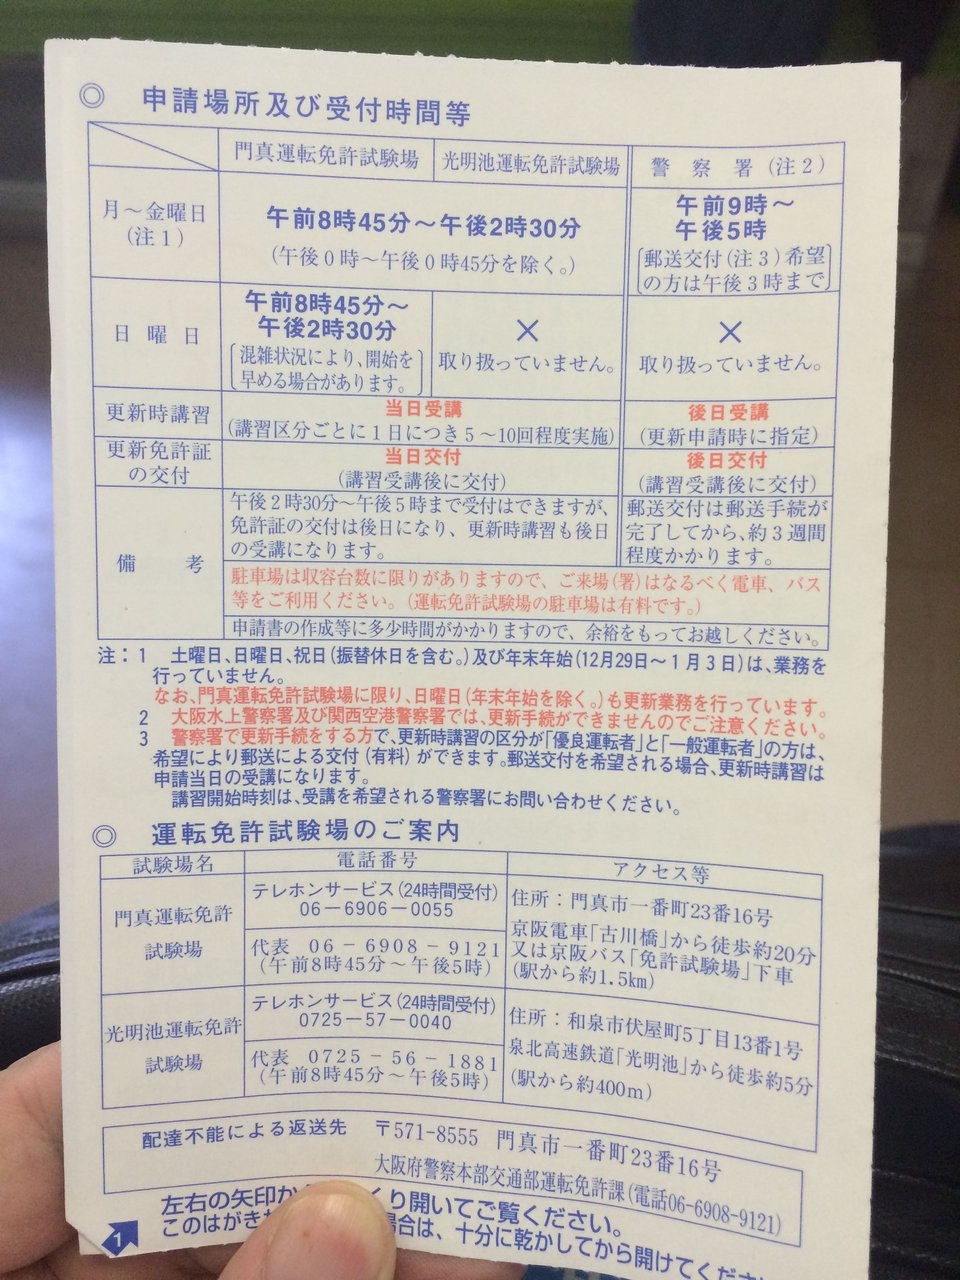 ◎ 申請場所及び受付時間等
門真運転免許試験場 光明池運転免許試験場 警察署(注2)
月～金曜日
(注1)
午前8時45分～午後2時30分
(午後0時～午後0時45分を除く。)
午前9時～
午後5時
郵送交付(注3)希望
の方は午後3時まで
日曜日
午前8時45分～
午後2時30分
混雑状況により、開始を
早める場合があります。
×
取り扱っていません。
×
取り扱っていません。
更新時講習
当日受講
(講習区分ごとに1日につき5～10回程度実施)
後日受講
(更新申請時に指定)
更新免許証
の交付
当日交付
(講習受講後に交付)
後日交付
(講習受講後に交付)
備考
午後2時30分～午後5時まで受付はできますが、
免許証の交付は後日になり、更新時講習も後日
の受講になります。
郵送交付は郵送手続が
完了してから、約3週間
程度かかります。
駐車場は収容台数に限りがありますので、ご来場(署)はなるべく電車、バス
等をご利用ください。(運転免許試験場の駐車場は有料です。)
申請書の作成等に多少時間がかかりますので、余裕をもってお越しください。
注：1 土曜日、日曜日、祝日(振替休日を含む。)及び年末年始(12月29日～1月3日)は、業務を
行っていません。
なお、門真運転免許試験場に限り、日曜日(年末年始を除く。)も更新業務を行っています。
2 大阪水上警察署及び関西空港警察署では、更新手続ができませんのでご注意ください。
3 警察署で更新手続をする方で、更新時講習の区分が「優良運転者」と「一般運転者」の方は、
希望により郵送による交付(有料)ができます。郵送交付を希望される場合、更新時講習は
申請当日の受講になります。
講習開始時刻は、受講を希望される警察署にお問い合わせください。
◎ 運転免許試験場のご案内
試験場名 電話番号 アクセス等
門真運転免許
試験場
テレホンサービス(24時間受付)
06－6906－0055
代表 06－6908－9121
(午前8時45分～午後5時)
住所：門真市一番町23番16号
京阪電車「古川橋」から徒歩約20分
又は京阪バス「免許試験場」下車
(駅から約1.5km)
光明池運転免許
試験場
テレホンサービス(24時間受付)
0725－57－0040
代表 0725－56－1881
(午前8時45分～午後5時)
住所：和泉市伏屋町5丁目13番1号
泉北高速鉄道「光明池」から徒歩約5分
(駅から約400m)
配達不能による返送先 〒571-8555 門真市一番町23番16号
大阪府警察本部交通部運転免許課(電話06-6908-9121)
左右の矢印か くり開いてご覧ください。
このはがき 場合は、十分に乾かしてから開けてくだ
1